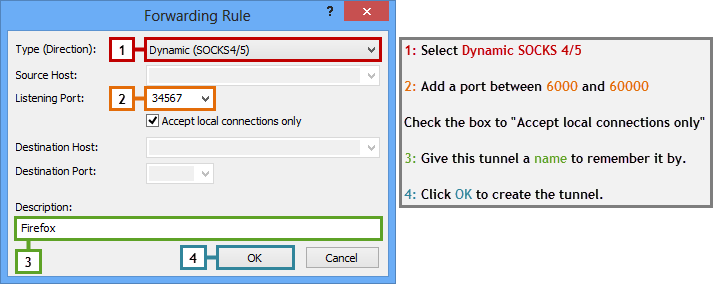 Forwarding Rule
?
Type (Direction):
1
Dynamic (SOCKS4/5)
Source Host:
Listening Port:
2
34567
Accept local connections only
Destination Host:
Destination Port:
Description:
Firefox
3
4
OK
Cancel
1: Select Dynamic SOCKS 4/5
2: Add a port between 6000 and 60000
Check the box to "Accept local connections only"
3: Give this tunnel a name to remember it by.
4: Click OK to create the tunnel.